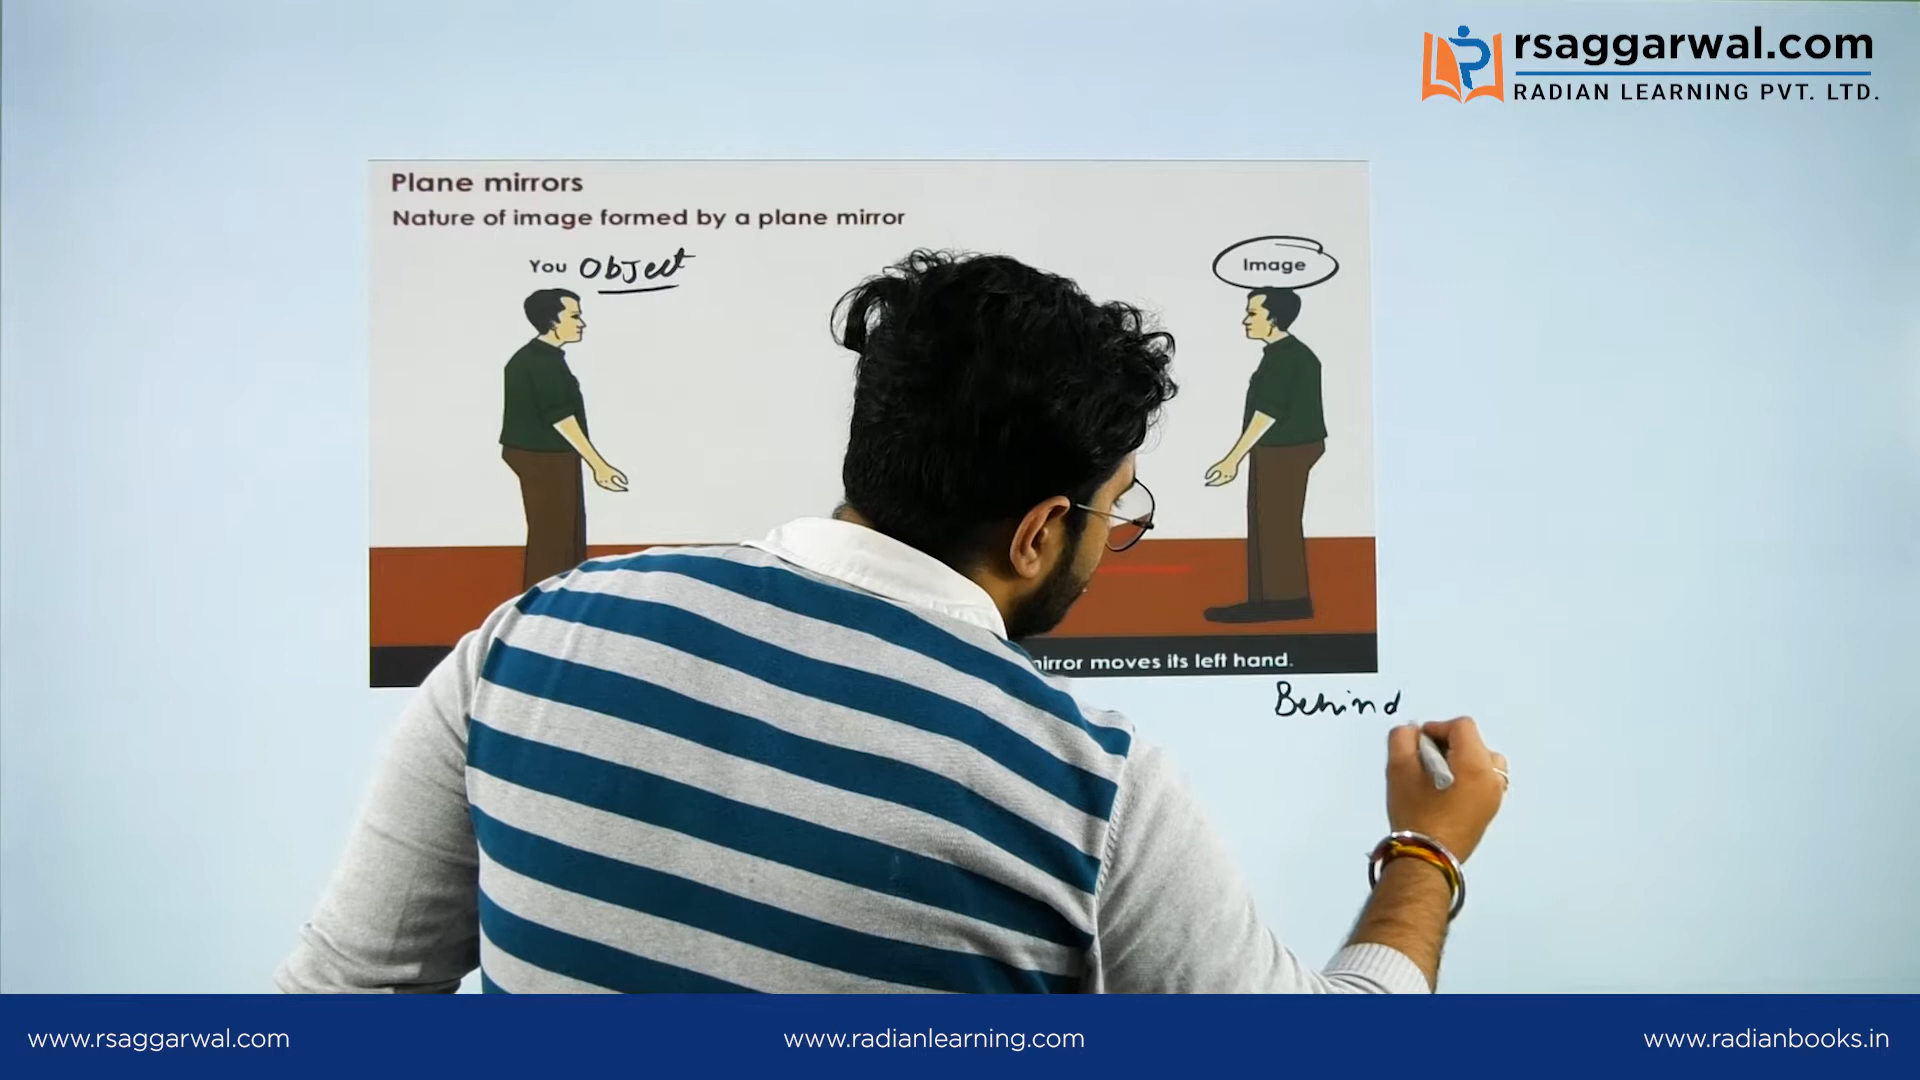 rsaggarwal.com
RADIAN LEARNING PVT. LTD.
Plane mirrors
Nature of image formed by a plane mirror
You Object
Image
mirror moves its left hand.
Behind
www.rsaggarwal.com
www.radianlearning.com
www.radianbooks.in